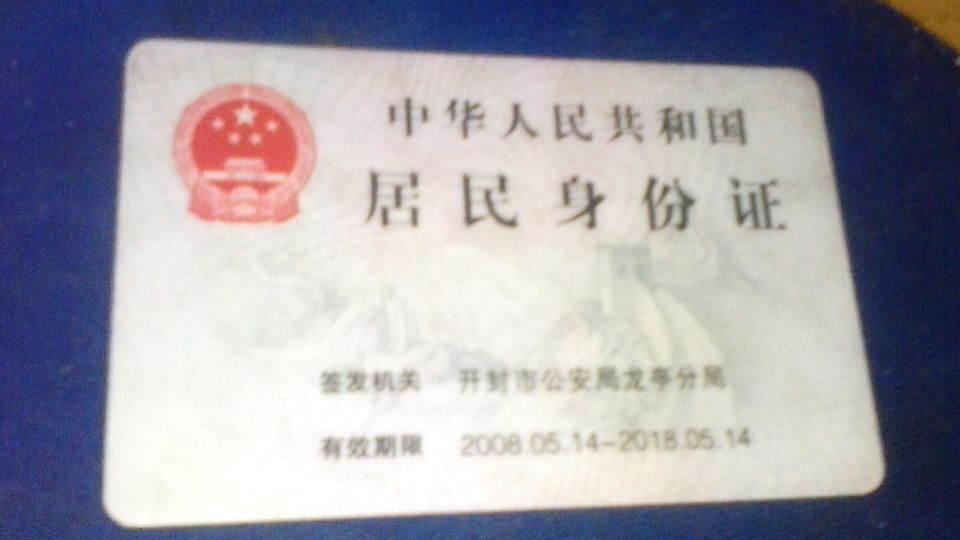 中华人民共和国
居民身份证
签发机关 开封市公安局龙亭分局
有效期限 2008.05.14-2018.05.14